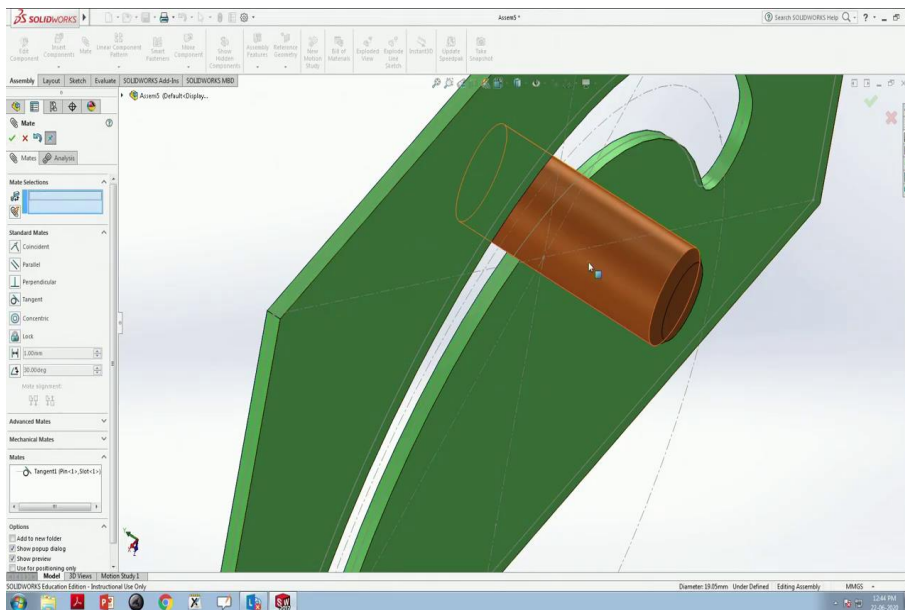 SOLIDWORKS
Assem5 *
Search SOLIDWORKS Help
Edit Component
Insert Components
Mate
Linear Component Pattern
Smart Fasteners
Move Component
Show Hidden Components
Assembly Features
Reference Geometry
New Motion Study
Bill of Materials
Exploded View
Explode Line Sketch
Instant3D
Update Speedpak
Take Snapshot
Assembly Layout Sketch Evaluate SOLIDWORKS Add-Ins SOLIDWORKS MBD
Assem5 (Default<Display...
Mate
Mates Analysis
Mate Selections
Standard Mates
Coincident
Parallel
Perpendicular
Tangent
Concentric
Lock
1.00mm
30.00deg
Mate alignment:
Advanced Mates
Mechanical Mates
Mates
Tangent1 (Pin<1>,Slot<1>)
Options
Add to new folder
Show popup dialog
Show preview
Use for positioning only
Model 3D Views Motion Study 1
SOLIDWORKS Education Edition - Instructional Use Only
Diameter: 19.05mm Under Defined Editing Assembly MMGS
12:44 PM
22-06-2020